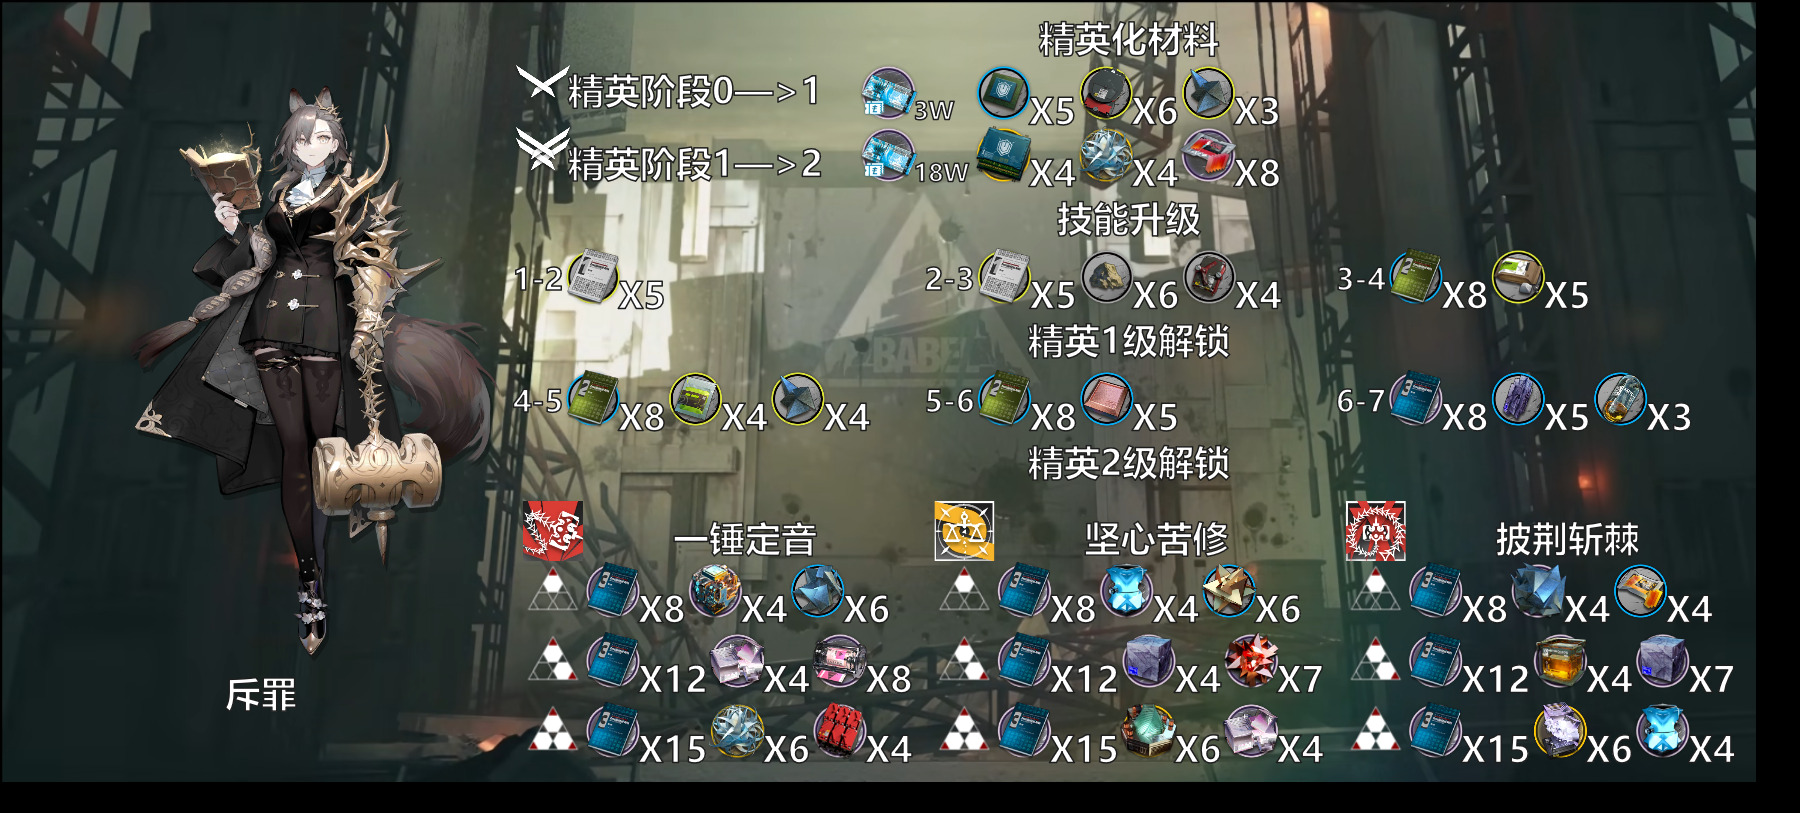 精英化材料
精英阶段0—>1 3W X5 X6 X3
精英阶段1—>2 18W X4 X4 X8
技能升级
1-2 X5 2-3 X5 X6 X4 3-4 X8 X5
BABEL
精英1级解锁
4-5 X8 X4 X4 5-6 X8 X5 6-7 X8 X5 X3
精英2级解锁
一锤定音 坚心苦修 披荆斩棘
X8 X4 X6 X8 X4 X6 X8 X4 X4
X12 X4 X8 X12 X4 X7 X12 X4 X7
X15 X6 X4 X15 X6 X4 X15 X6 X4
斥罪